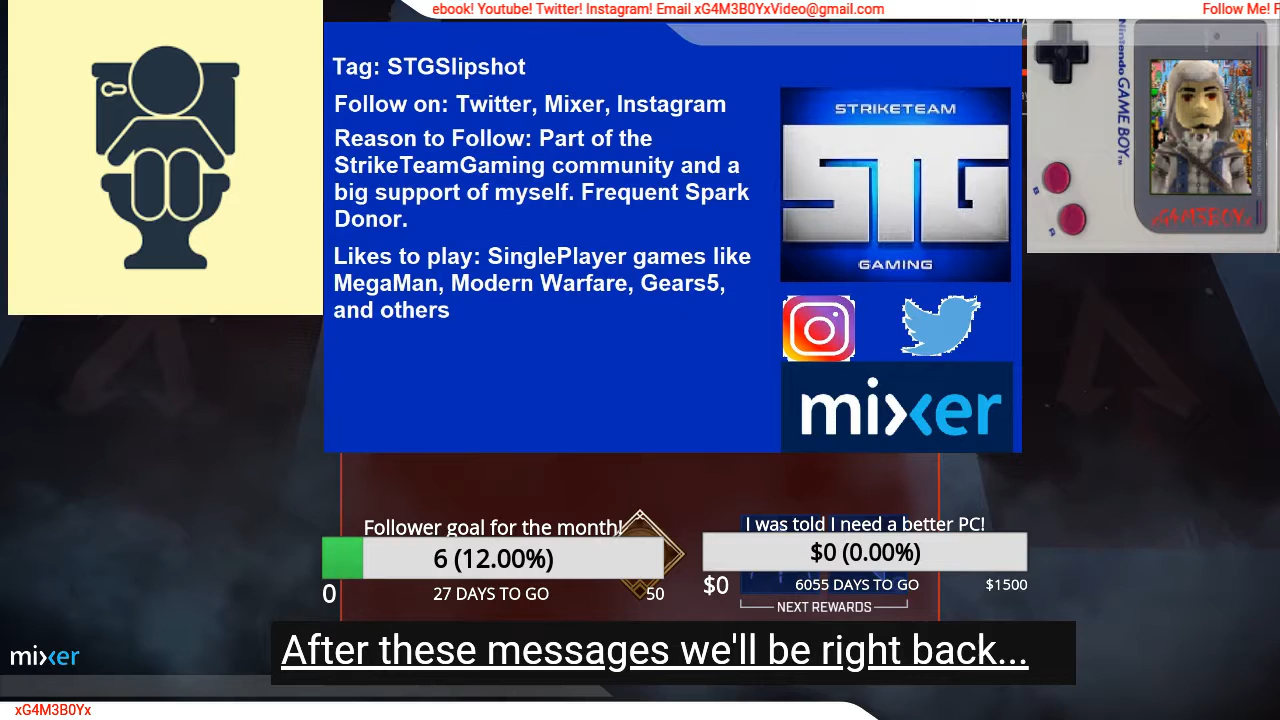 ebook! Youtube! Twitter! Instagram! Email xG4M3B0YxVideo@gmail.com
Follow Me! F
Tag: STGSlipshot
Follow on: Twitter, Mixer, Instagram
Reason to Follow: Part of the
StrikeTeamGaming community and a
big support of myself. Frequent Spark
Donor.
Likes to play: SinglePlayer games like
MegaMan, Modern Warfare, Gears5,
and others
STRIKETEAM
STG
GAMING
mixer
Nintendo GAME BOY™
B
A
xG4M3B0Yx
Follower goal for the month!
6 (12.00%)
0
27 DAYS TO GO
50
I was told I need a better PC!
$0 (0.00%)
$0
6055 DAYS TO GO
$1500
NEXT REWARDS
After these messages we'll be right back...
mixer
xG4M3B0Yx